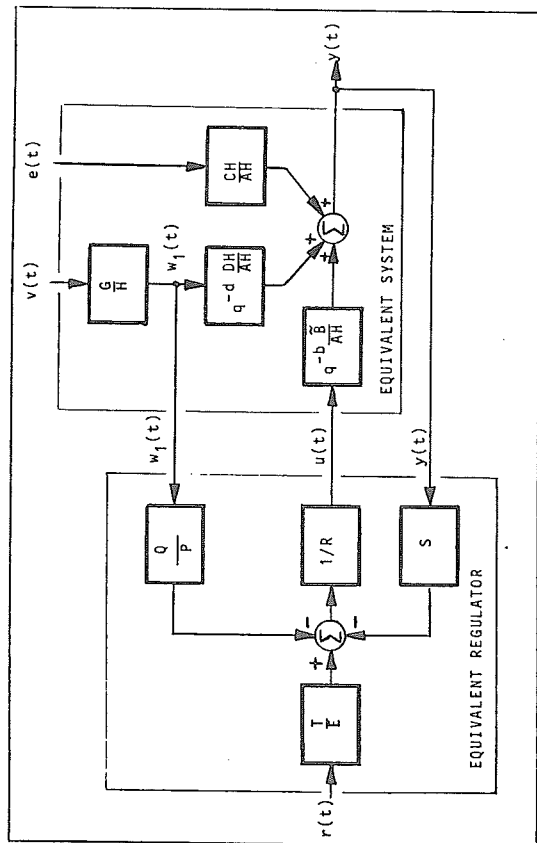 v(t)
e(t)
G
H
w₁(t)
CH
AH
q⁻ᵈ DH
AH
w₁(t)
y(t)
+
+
+
Σ
q⁻ᵇ B̃
AH
EQUIVALENT SYSTEM
Q
P
u(t)
1/R
y(t)
S
-
-
+
Σ
T
E
r(t)
EQUIVALENT REGULATOR